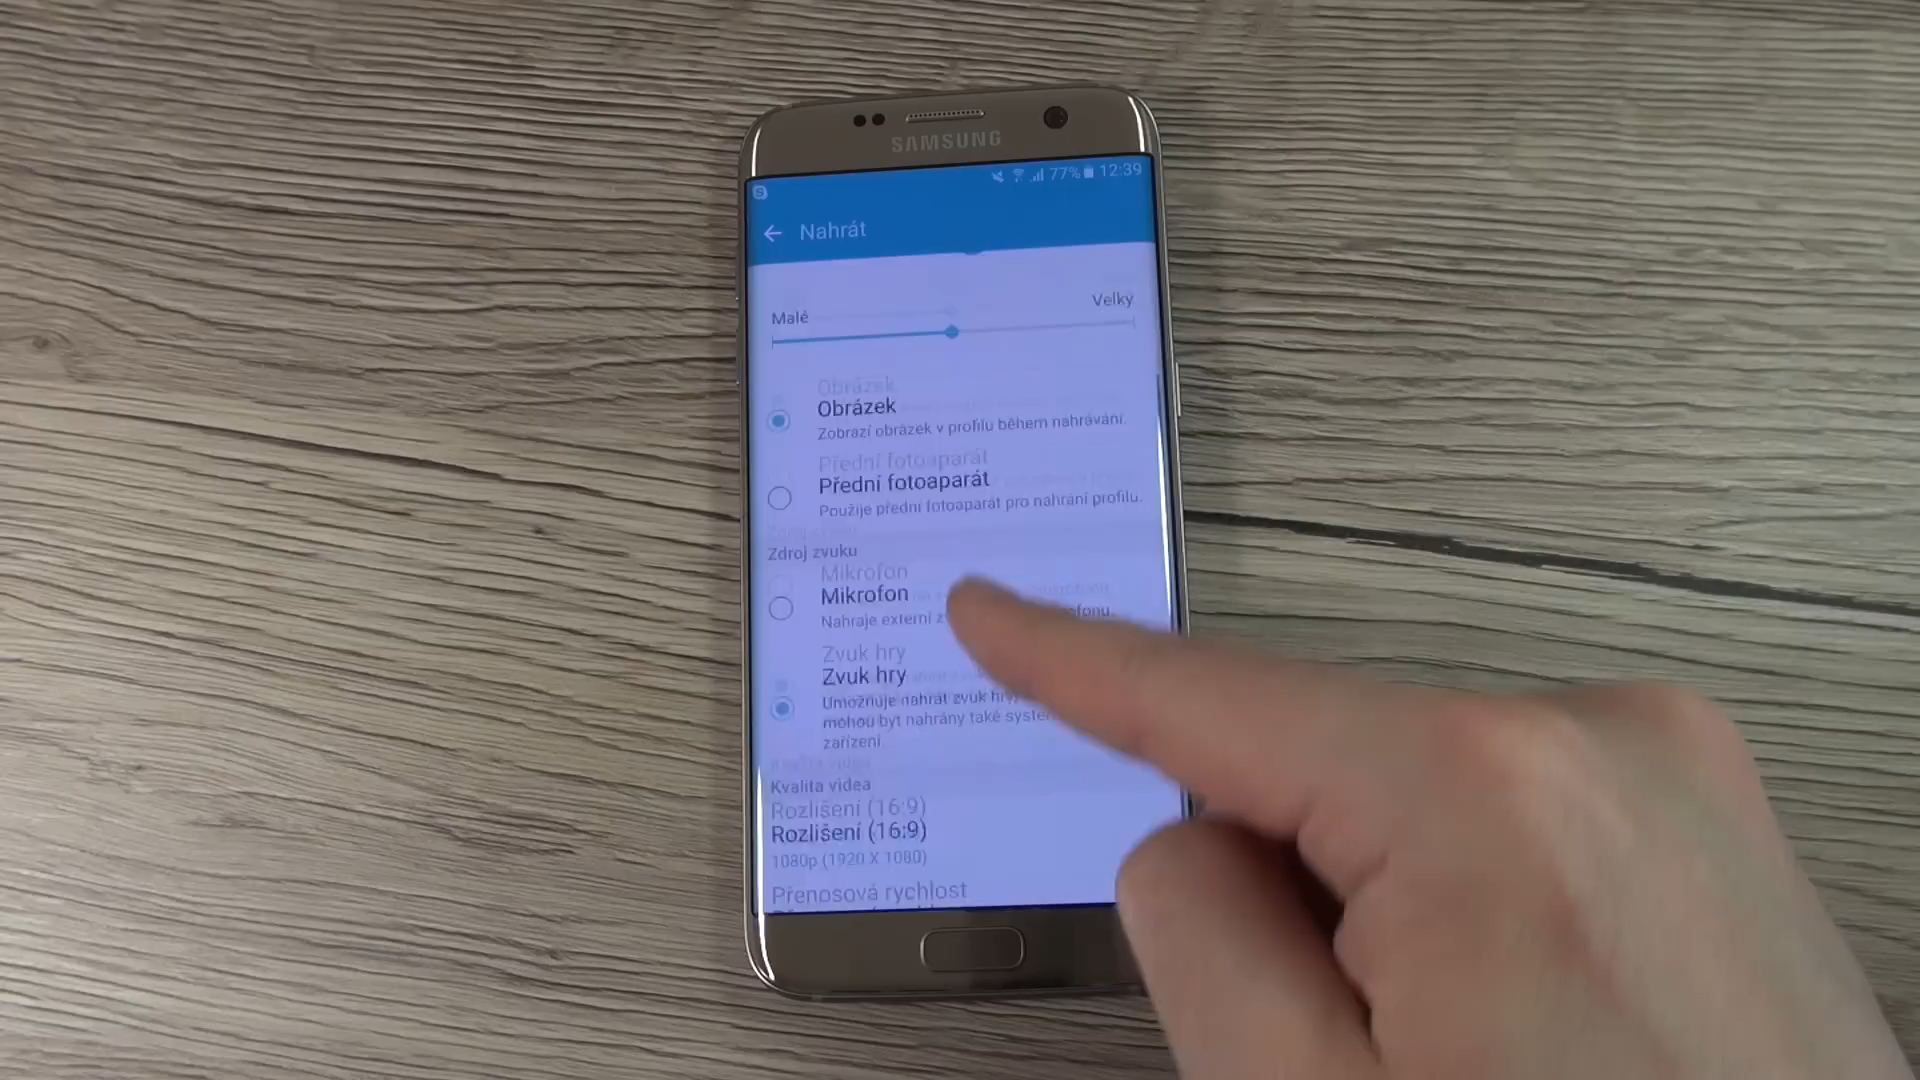 SAMSUNG
77% 12:39
Nahrát
Malé
Velký
Obrázek
Zobrazí obrázek v profilu během nahrávání.
Přední fotoaparát
Použije přední fotoaparát pro nahrání profilu.
Zdroj zvuku
Mikrofon
Nahraje externí
Zvuk hry
Umožňuje nahrát zvuk hry
mohou být nahrány také
zařízení.
Kvalita videa
Rozlišení (16:9)
1080p (1920 X 1080)
Přenosová rychlost